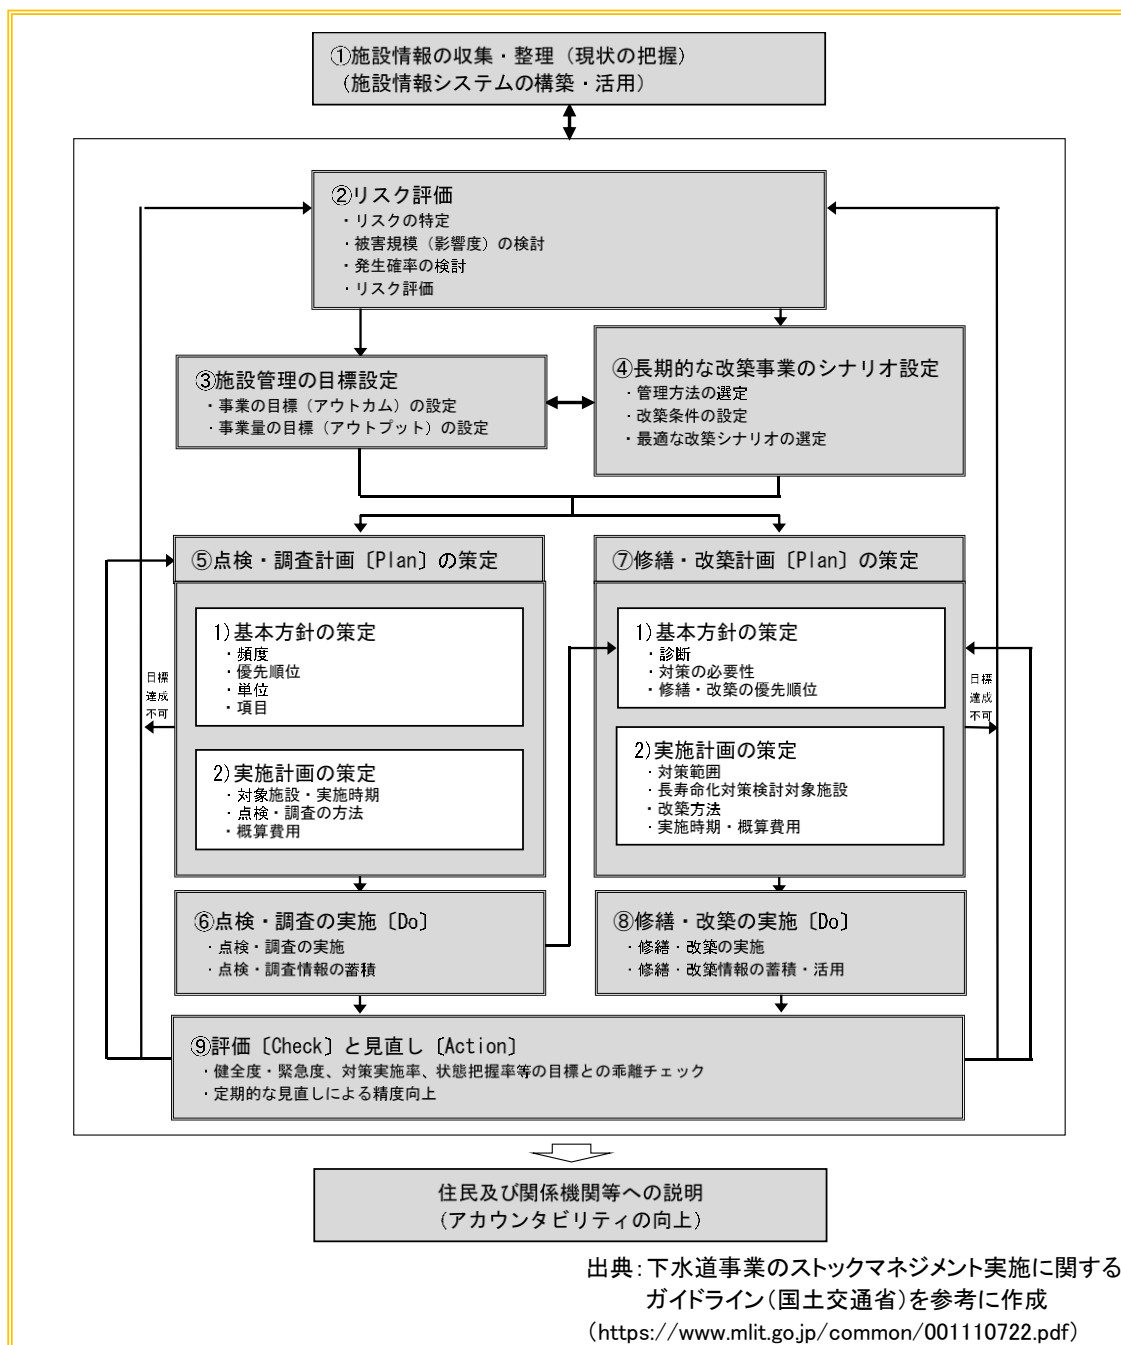 ①施設情報の収集・整理（現状の把握）
（施設情報システムの構築・活用）
②リスク評価
・リスクの特定
・被害規模（影響度）の検討
・発生確率の検討
・リスク評価
③施設管理の目標設定
・事業の目標（アウトカム）の設定
・事業量の目標（アウトプット）の設定
④長期的な改築事業のシナリオ設定
・管理方法の選定
・改築条件の設定
・最適な改築シナリオの選定
⑤点検・調査計画〔Plan〕の策定
1)基本方針の策定
・頻度
・優先順位
・単位
・項目
2)実施計画の策定
・対象施設・実施時期
・点検・調査の方法
・概算費用
目標
達成
不可
⑦修繕・改築計画〔Plan〕の策定
1)基本方針の策定
・診断
・対策の必要性
・修繕・改築の優先順位
2)実施計画の策定
・対策範囲
・長寿命化対策検討対象施設
・改築方法
・実施時期・概算費用
目標
達成
不可
⑥点検・調査の実施〔Do〕
・点検・調査の実施
・点検・調査情報の蓄積
⑧修繕・改築の実施〔Do〕
・修繕・改築の実施
・修繕・改築情報の蓄積・活用
⑨評価〔Check〕と見直し〔Action〕
・健全度・緊急度、対策実施率、状態把握率等の目標との乖離チェック
・定期的な見直しによる精度向上
住民及び関係機関等への説明
（アカウンタビリティの向上）
出典：下水道事業のストックマネジメント実施に関する
ガイドライン（国土交通省）を参考に作成
（https://www.mlit.go.jp/common/001110722.pdf）